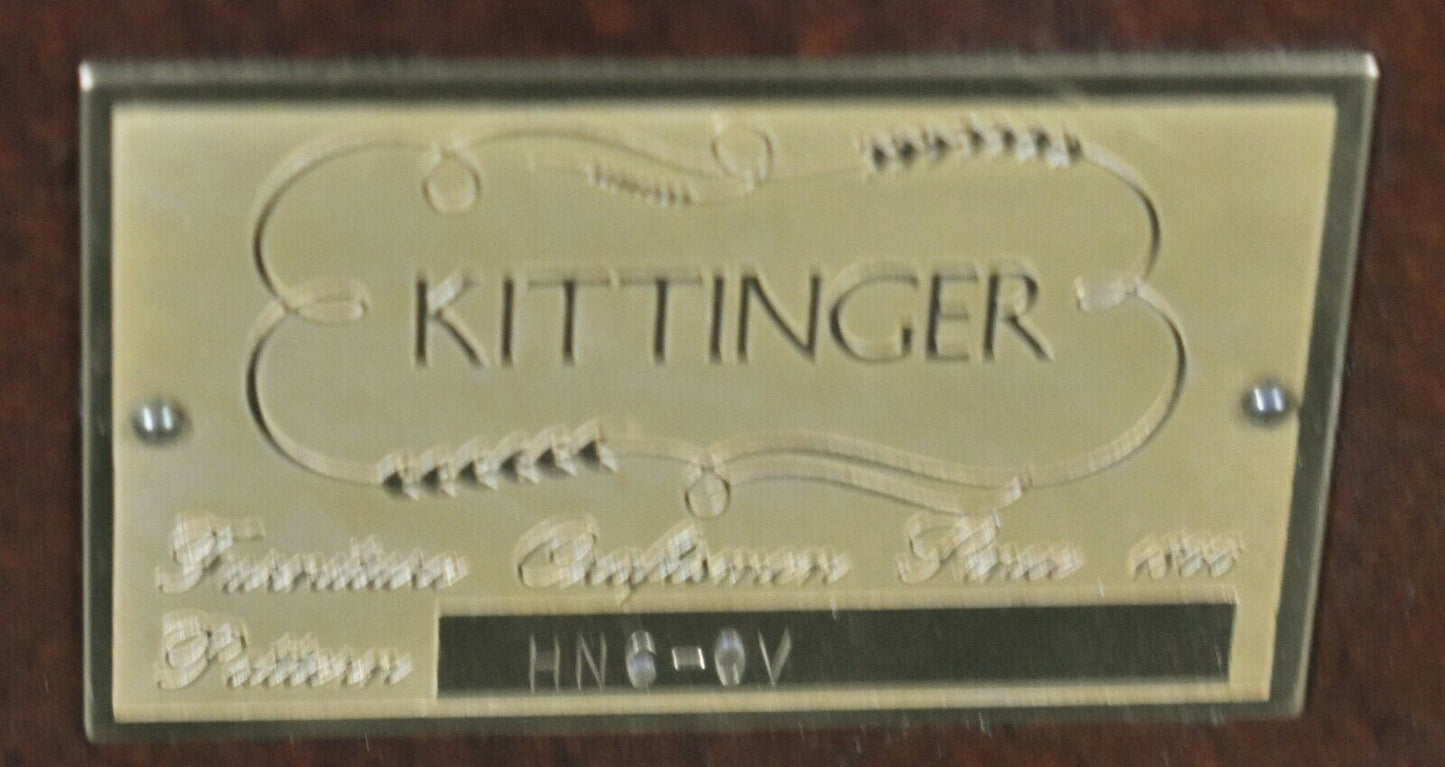 KITTINGER
Furniture Craftsmen Since 1866
Pattern HN6-0V